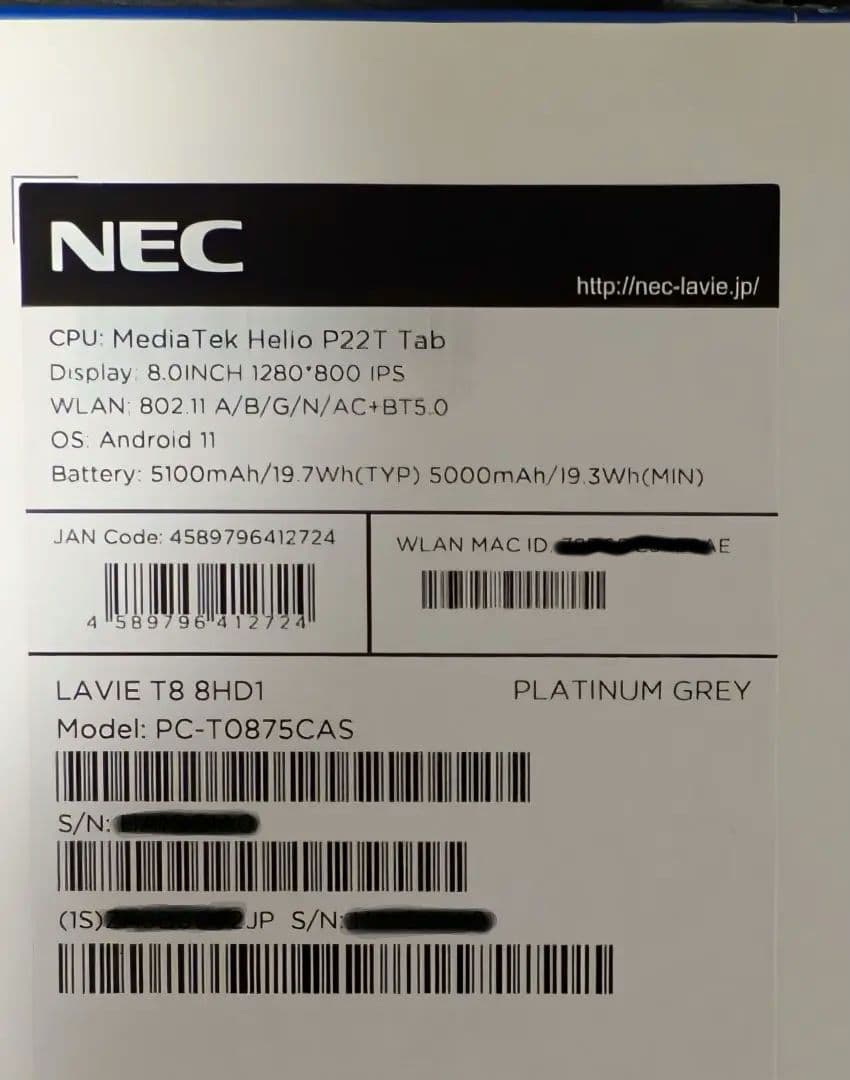 NEC
http://nec-lavie.jp/
CPU: MediaTek Helio P22T Tab
Display: 8.0INCH 1280*800 IPS
WLAN: 802.11 A/B/G/N/AC+BT5.0
OS: Android 11
Battery: 5100mAh/19.7Wh(TYP) 5000mAh/19.3Wh(MIN)
JAN Code: 4589796412724
4 589796 412724
WLAN MAC ID: AE
LAVIE T8 8HD1
PLATINUM GREY
Model: PC-T0875CAS
S/N:
(1S) JP S/N: